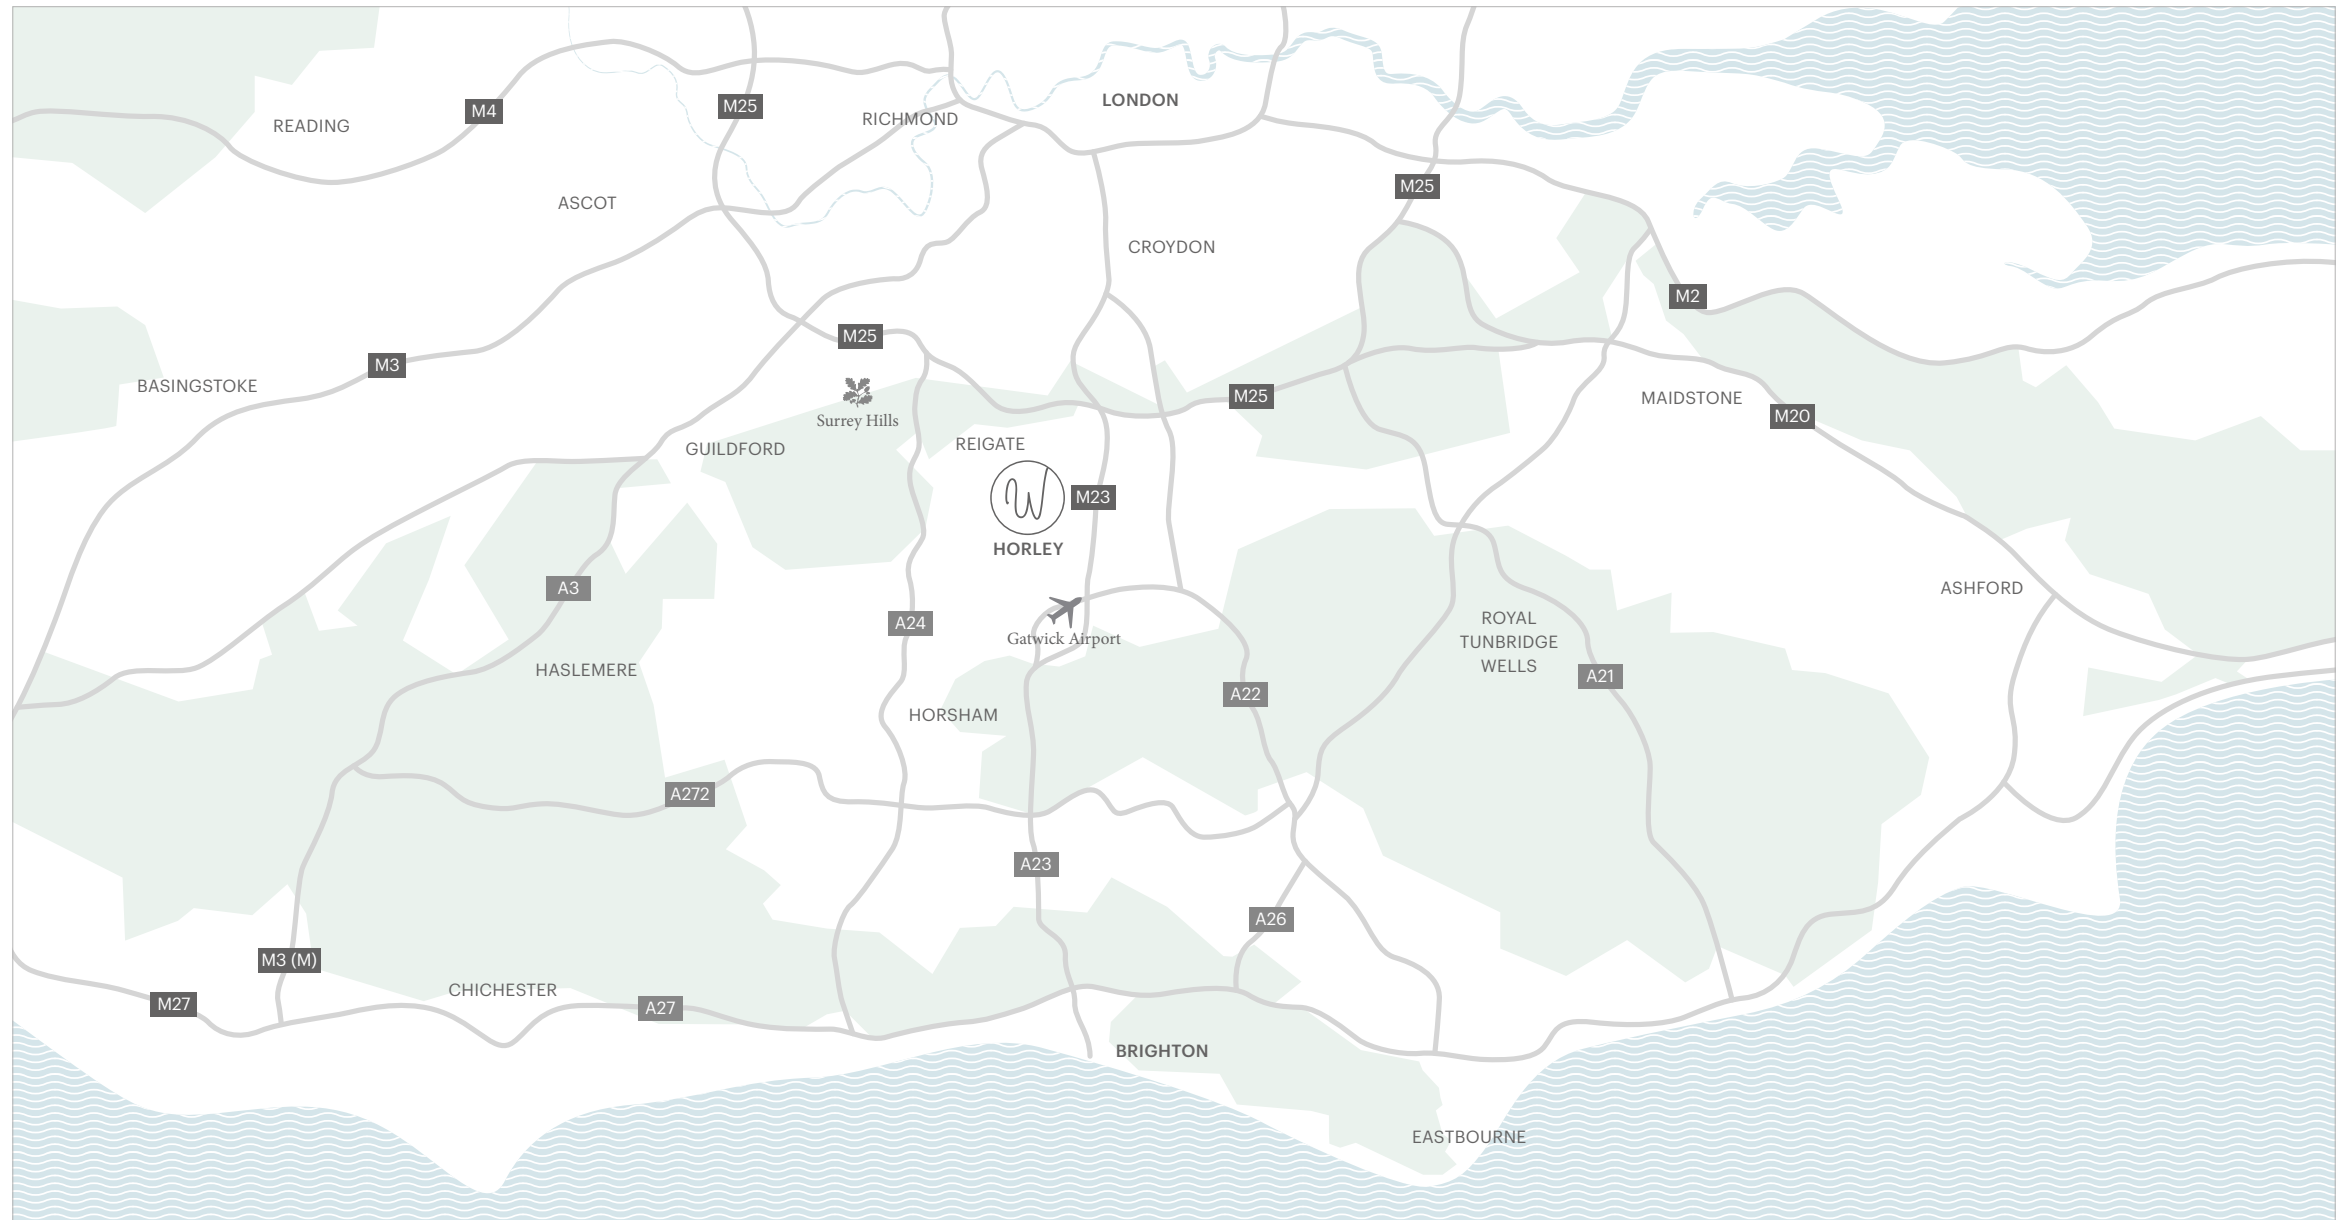 LONDON
M4
M25
RICHMOND
READING
M25
ASCOT
CROYDON
M2
M25
M3
BASINGSTOKE
M25
MAIDSTONE
M20
Surrey Hills
GUILDFORD
REIGATE
W
M23
HORLEY
A3
ASHFORD
A24
ROYAL
TUNBRIDGE
WELLS
Gatwick Airport
HASLEMERE
A21
A22
HORSHAM
A272
A23
A26
M3 (M)
CHICHESTER
M27
A27
BRIGHTON
EASTBOURNE